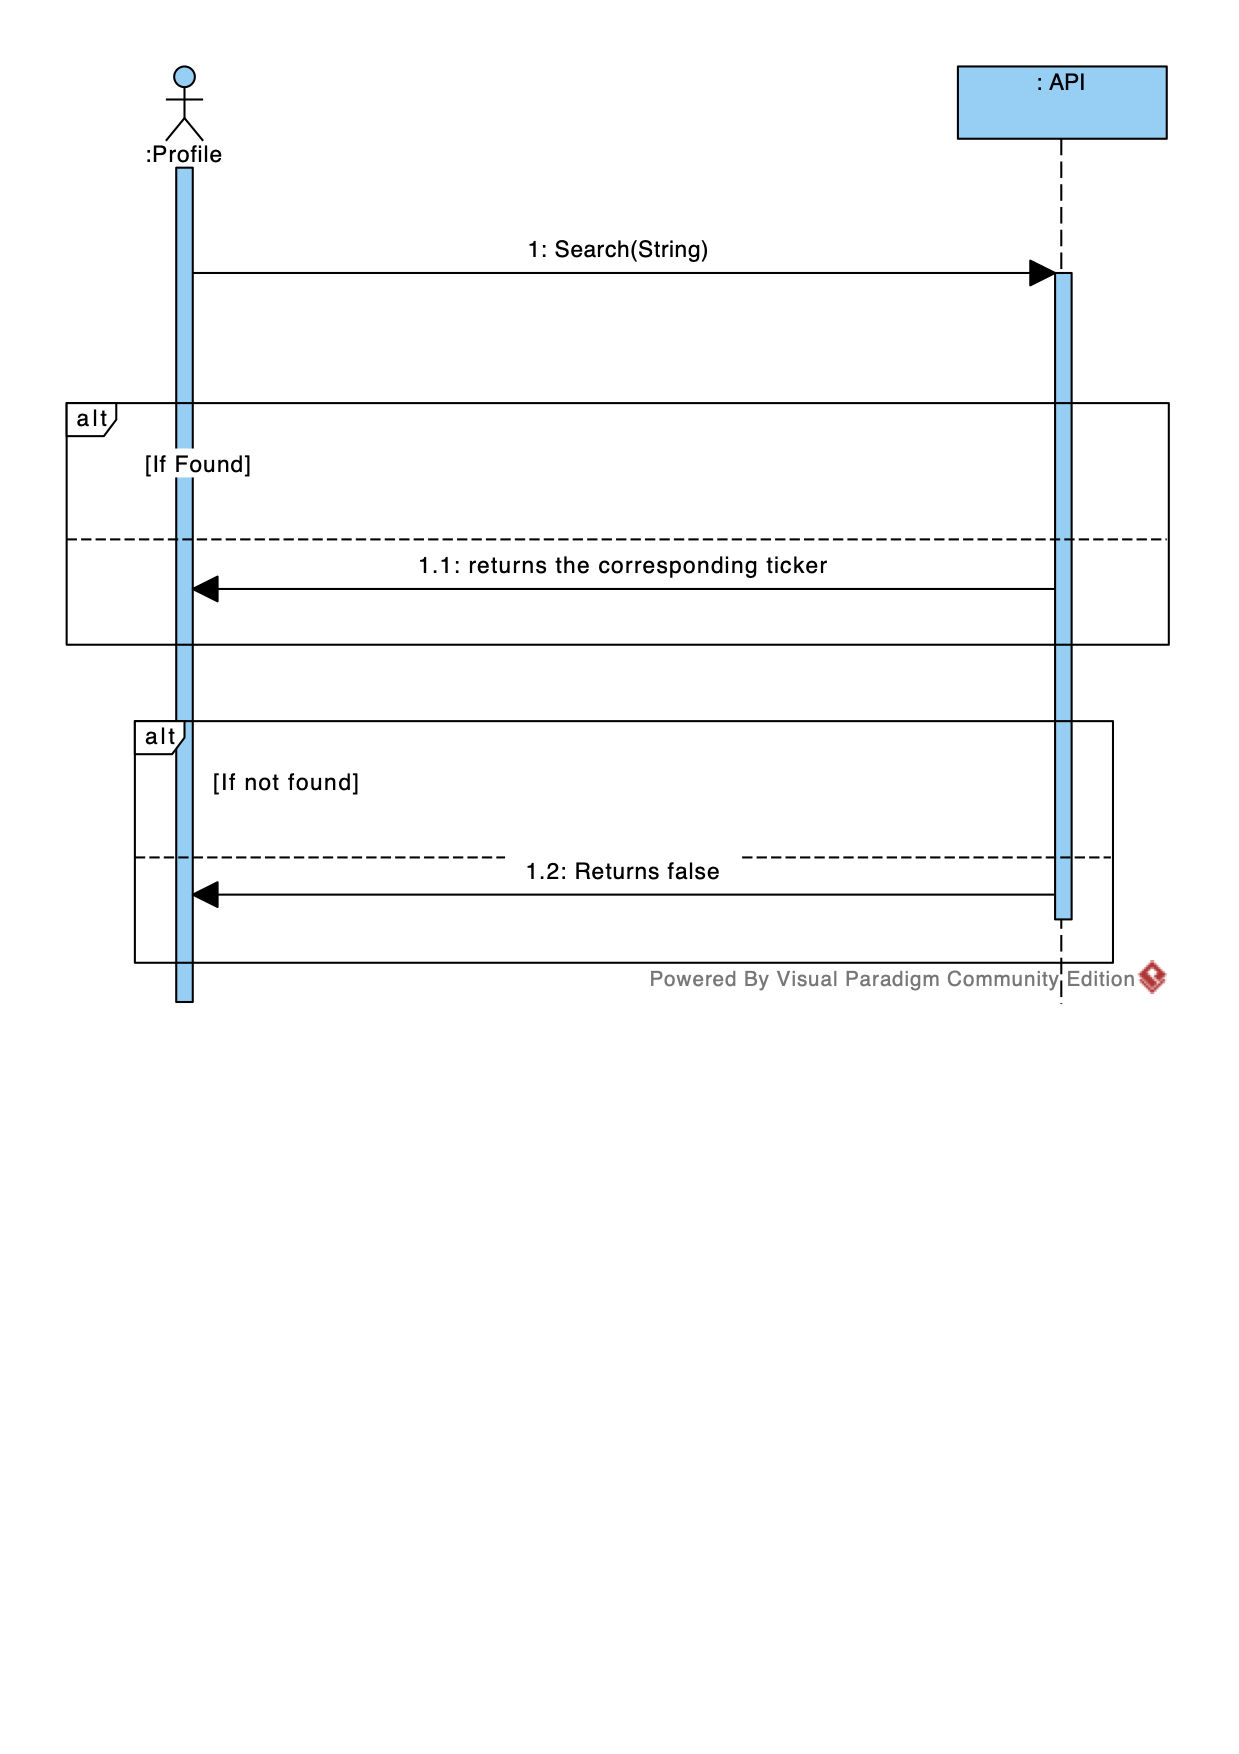 : API
:Profile
1: Search(String)
alt
[If Found]
1.1: returns the corresponding ticker
alt
[If not found]
1.2: Returns false
Powered By Visual Paradigm Community Edition